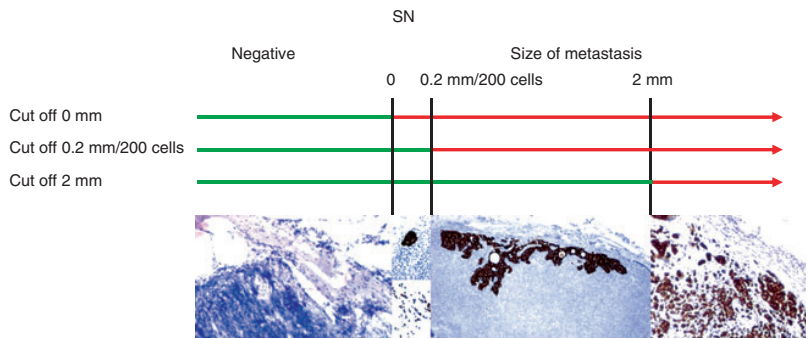 SN
Negative
Size of metastasis
0
0.2 mm/200 cells
2 mm
Cut off 0 mm
Cut off 0.2 mm/200 cells
Cut off 2 mm